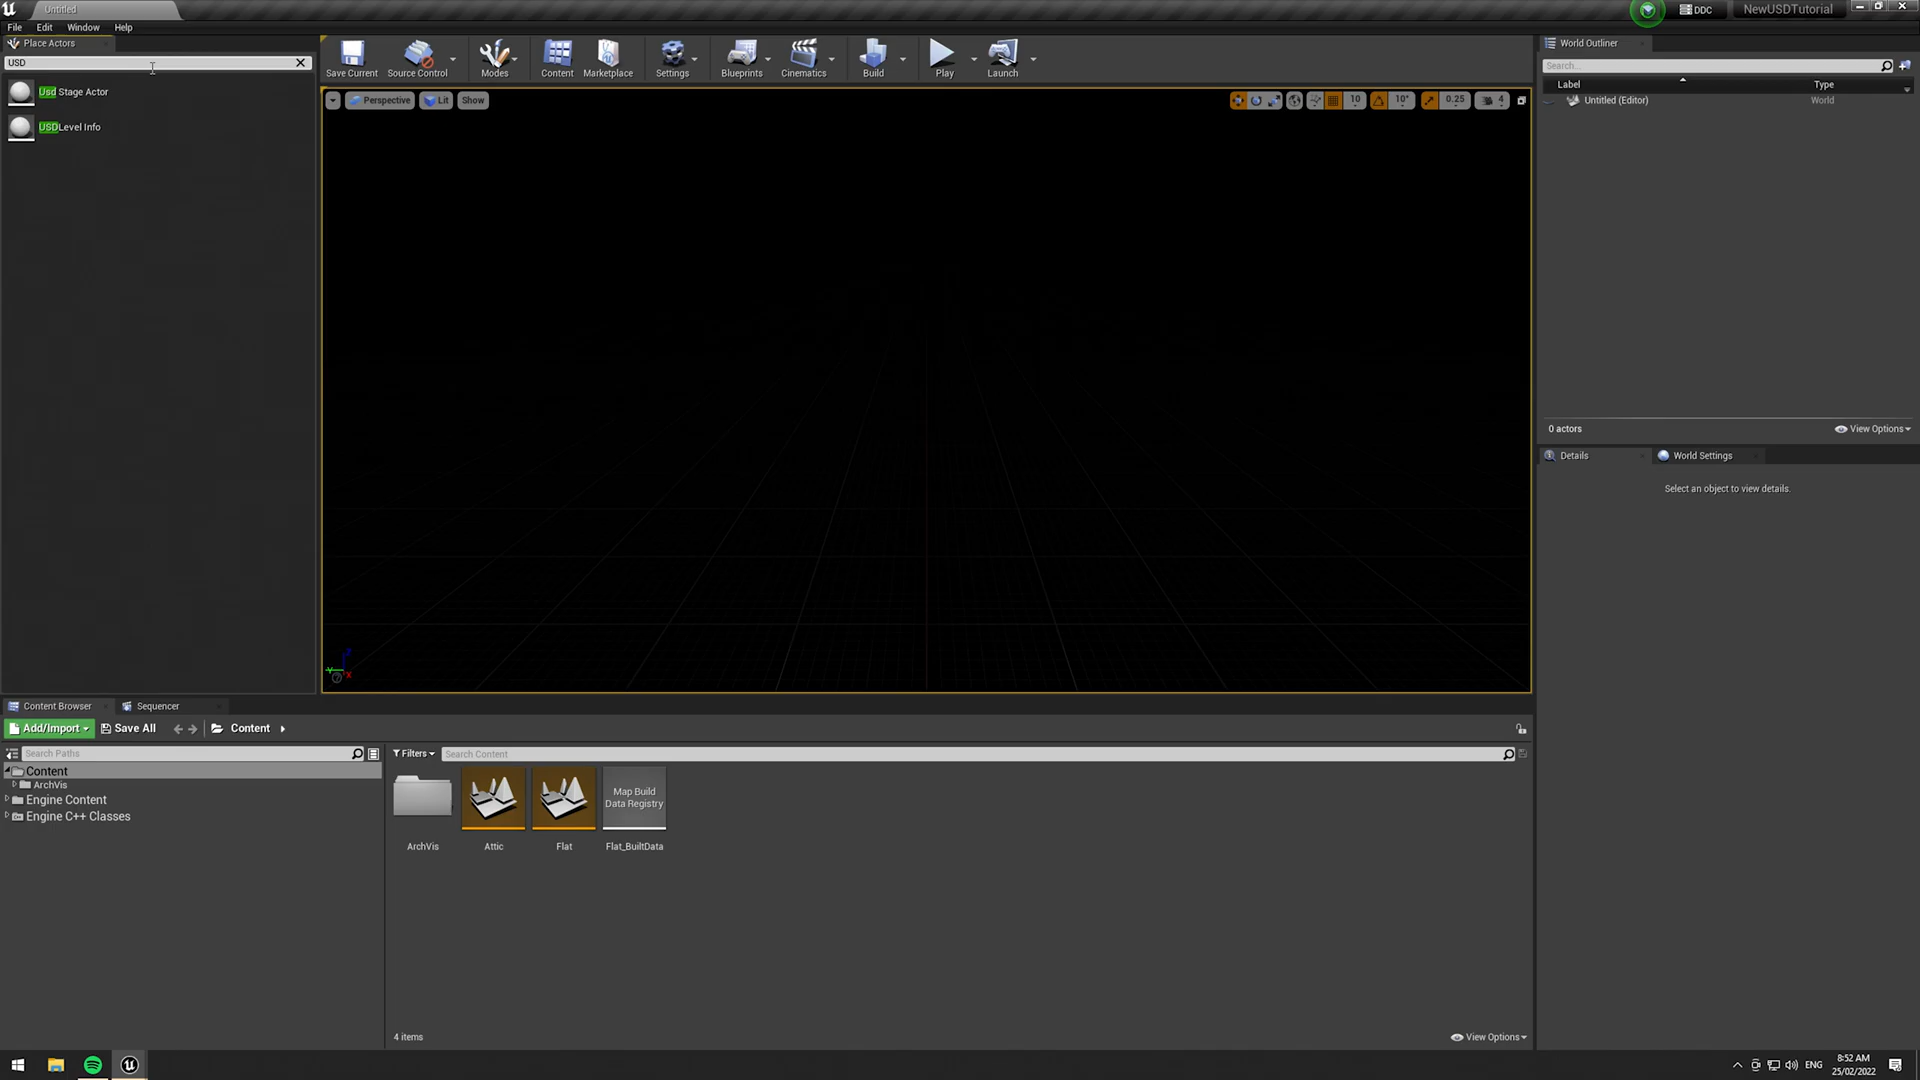 Untitled
DDC
NewUSDTutorial
File Edit Window Help
Place Actors
USD
Usd Stage Actor
USDLevel Info
Save Current
Source Control
Modes
Content
Marketplace
Settings
Blueprints
Cinematics
Build
Play
Launch
Perspective
Lit
Show
10
10°
0.25
4
World Outliner
Search...
Label
Type
Untitled (Editor)
World
0 actors
View Options
Details
World Settings
Select an object to view details.
Content Browser
Sequencer
Add/Import
Save All
Content
Search Paths
Filters
Search Content
Content
ArchVis
Engine Content
Engine C++ Classes
Map Build
Data Registry
ArchVis
Attic
Flat
Flat_BuiltData
4 items
View Options
ENG
8:52 AM
25/02/2022